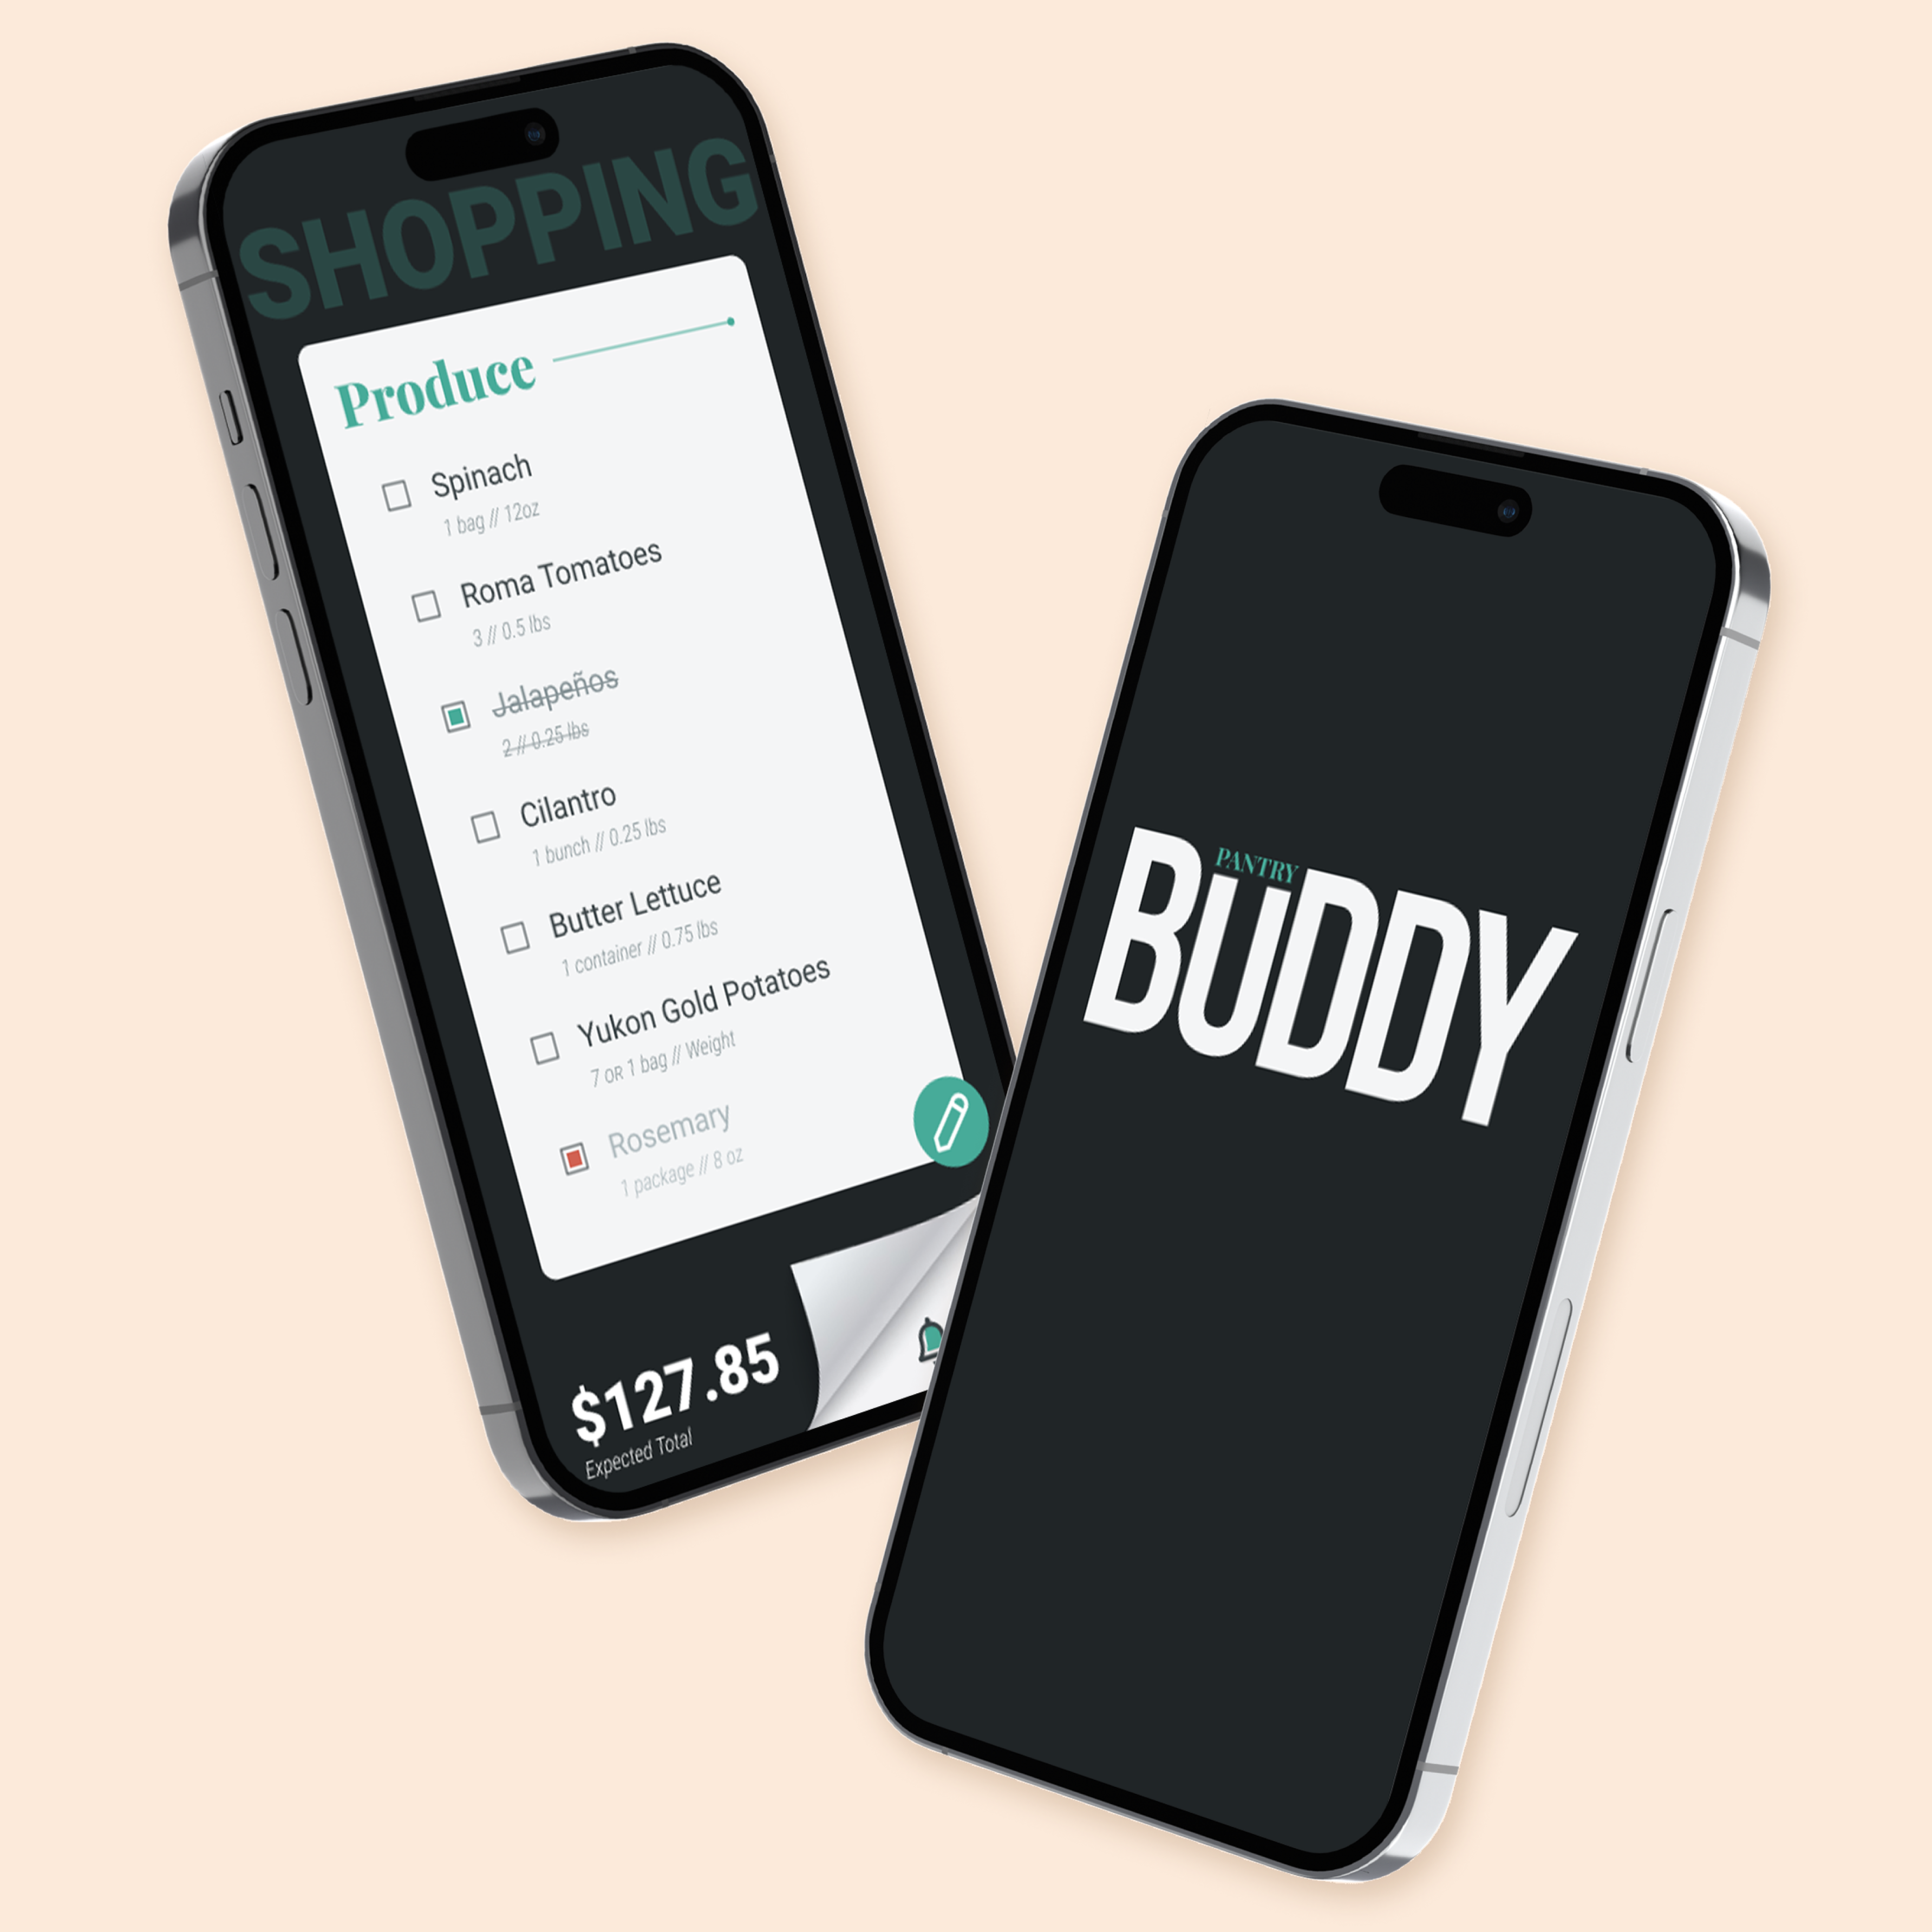 SHOPPING
Produce
Spinach
1 bag // 12oz
Roma Tomatoes
3 // 0.5 lbs
Jalapeños
2 // 0.25 lbs
Cilantro
1 bunch // 0.25 lbs
Butter Lettuce
1 container // 0.75 lbs
Yukon Gold Potatoes
7 OR 1 bag // Weight
Rosemary
1 package // 8 oz
$127.85
Expected Total
PANTRY
BUDDY